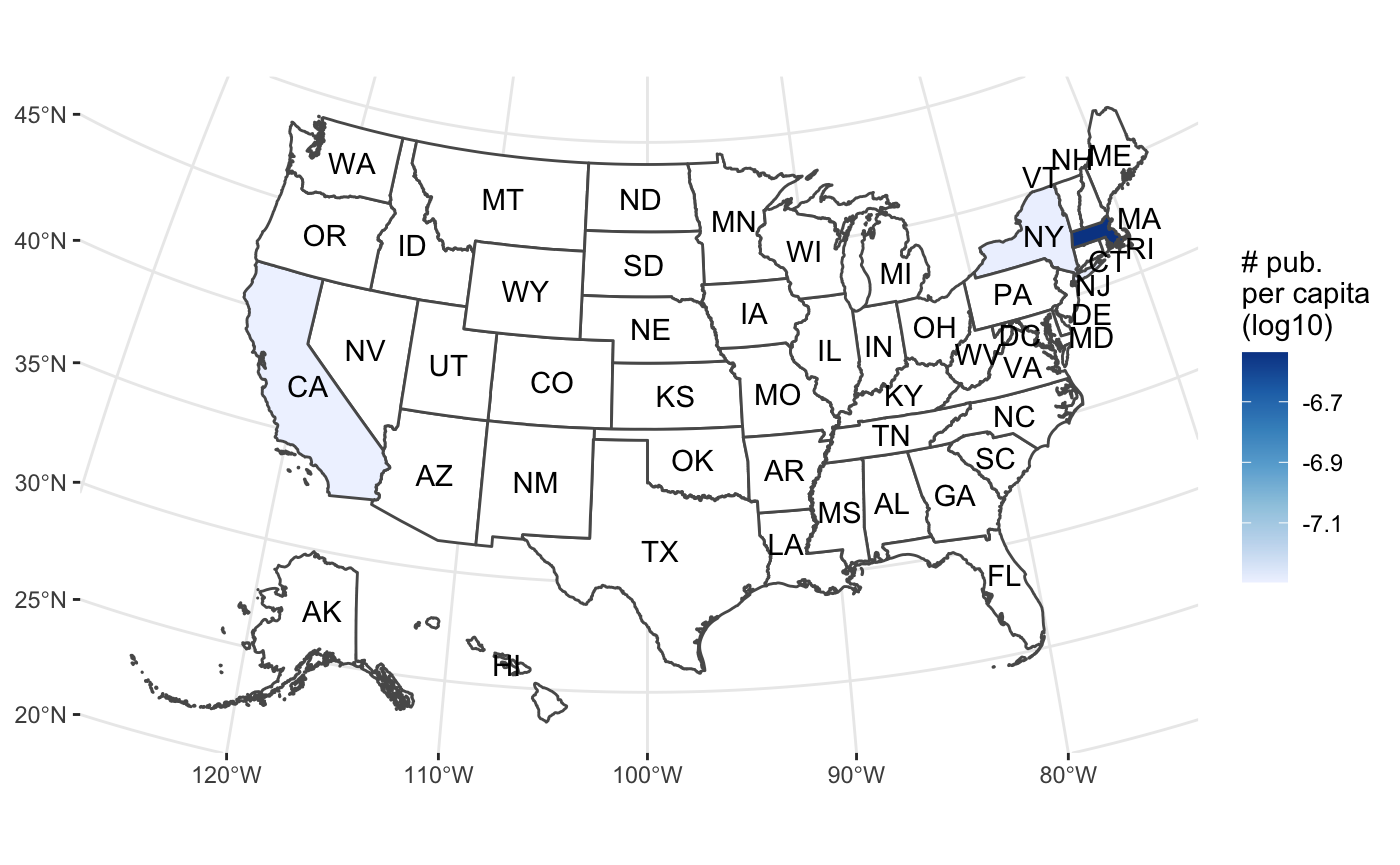 45°N
40°N
35°N
30°N
25°N
20°N
120°W
110°W
100°W
90°W
80°W
WA
OR
CA
ID
NV
MT
WY
UT
AZ
CO
NM
ND
SD
NE
KS
OK
TX
MN
IA
MO
AR
LA
WI
IL
MI
IN
OH
KY
TN
MS
AL
GA
FL
SC
NC
VA
WV
DC
MD
DE
PA
NJ
NY
CT
RI
MA
VT
NH
ME
AK
HI
# pub.
per capita
(log10)
-6.7
-6.9
-7.1